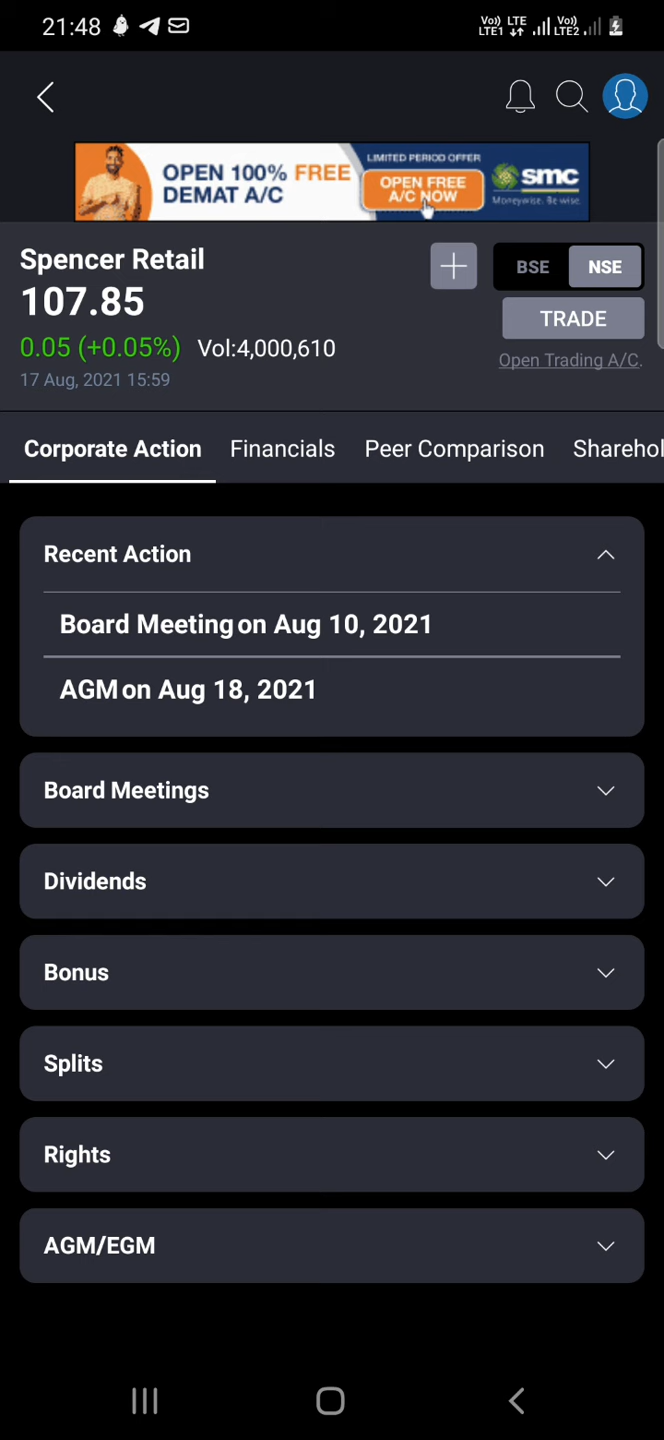 21:48
Vo) LTE1 LTE Vo) LTE2
OPEN 100% FREE
DEMAT A/C
LIMITED PERIOD OFFER
OPEN FREE
A/C NOW
smc
Moneywise. Be wise.
Spencer Retail
107.85
0.05 (+0.05%) Vol:4,000,610
17 Aug, 2021 15:59
BSE NSE
TRADE
Open Trading A/C.
Corporate Action Financials Peer Comparison Sharehol
Recent Action
Board Meeting on Aug 10, 2021
AGM on Aug 18, 2021
Board Meetings
Dividends
Bonus
Splits
Rights
AGM/EGM